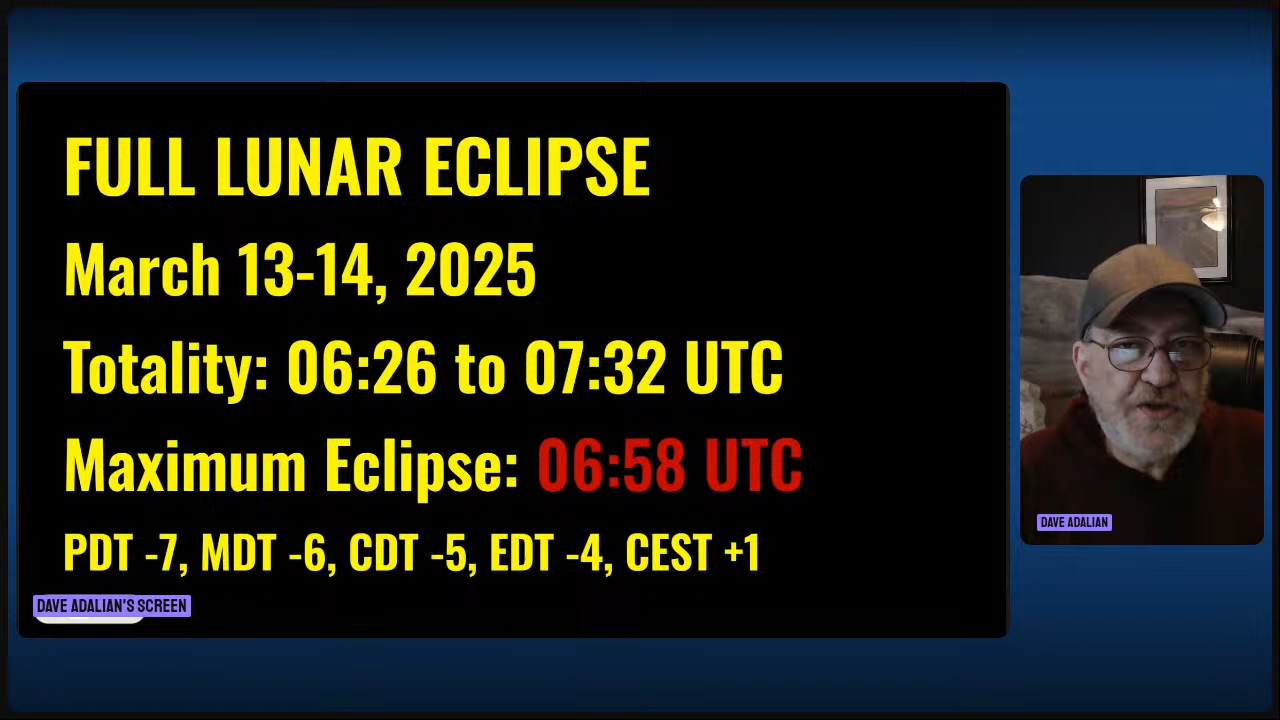 FULL LUNAR ECLIPSE
March 13-14, 2025
Totality: 06:26 to 07:32 UTC
Maximum Eclipse: 06:58 UTC
PDT -7, MDT -6, CDT -5, EDT -4, CEST +1
DAVE ADALIAN'S SCREEN
DAVE ADALIAN